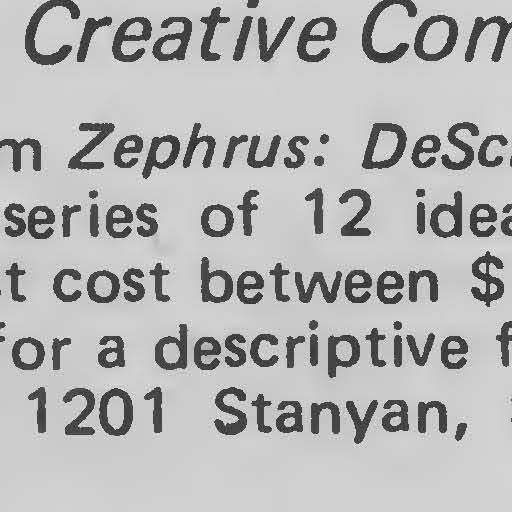 Creative Com
m Zephrus: DeSc
series of 12 idea
t cost between $
for a descriptive f
1201 Stanyan,